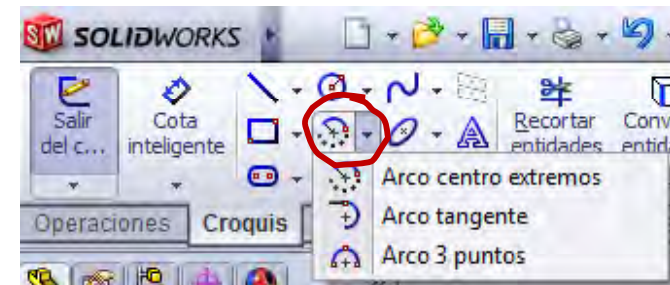 SW SOLIDWORKS
Salir del c...
Cota inteligente
A
Recortar entidades
Conv
entid
Arco centro extremos
Arco tangente
Arco 3 puntos
Operaciones
Croquis